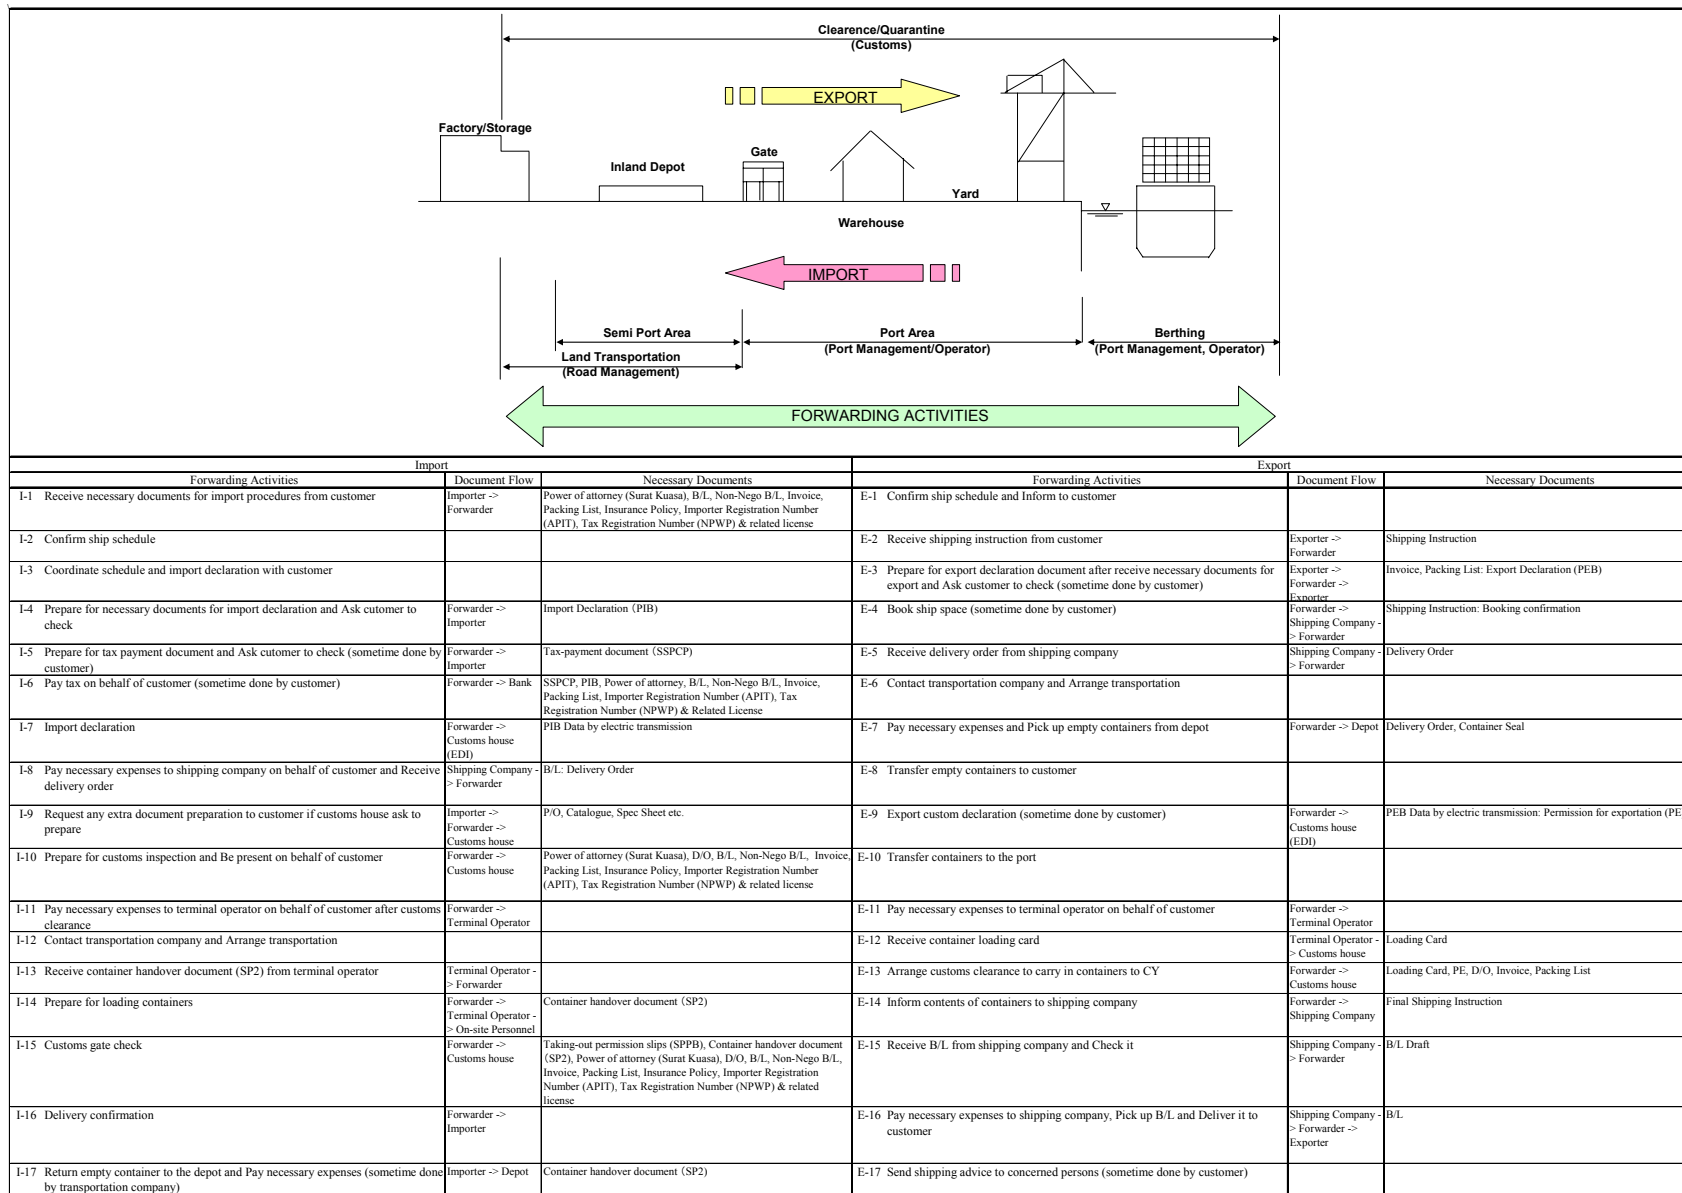 Clearence/Quarantine
(Customs)
EXPORT
Factory/Storage
Gate
Inland Depot
Yard
Warehouse
IMPORT
Semi Port Area
Port Area
Berthing
(Port Management/Operator)
(Port Management, Operator)
Land Transportation
(Road Management)
FORWARDING ACTIVITIES
Import
Export
Forwarding Activities
Document Flow
Necessary Documents
Forwarding Activities
Document Flow
Necessary Documents
I-1 Receive necessary documents for import procedures from customer
Importer ->
Forwarder
Power of attorney (Surat Kuasa), B/L, Non-Nego B/L, Invoice,
Packing List, Insurance Policy, Importer Registration Number
(APIT), Tax Registration Number (NPWP) & related license
E-1 Confirm ship schedule and Inform to customer
I-2 Confirm ship schedule
E-2 Receive shipping instruction from customer
Exporter ->
Forwarder
Shipping Instruction
I-3 Coordinate schedule and import declaration with customer
E-3 Prepare for export declaration document after receive necessary documents for
export and Ask customer to check (sometime done by customer)
Exporter ->
Forwarder ->
Exporter
Invoice, Packing List: Export Declaration (PEB)
I-4 Prepare for necessary documents for import declaration and Ask cutomer to
check
Forwarder ->
Importer
Import Declaration (PIB)
E-4 Book ship space (sometime done by customer)
Forwarder ->
Shipping Company -
> Forwarder
Shipping Instruction: Booking confirmation
I-5 Prepare for tax payment document and Ask cutomer to check (sometime done by
customer)
Forwarder ->
Importer
Tax-payment document (SSPCP)
E-5 Receive delivery order from shipping company
Shipping Company -
> Forwarder
Delivery Order
I-6 Pay tax on behalf of customer (sometime done by customer)
Forwarder -> Bank
SSPCP, PIB, Power of attorney, B/L, Non-Nego B/L, Invoice,
Packing List, Importer Registration Number (APIT), Tax
Registration Number (NPWP) & Related License
E-6 Contact transportation company and Arrange transportation
I-7 Import declaration
Forwarder ->
Customs house
(EDI)
PIB Data by electric transmission
E-7 Pay necessary expenses and Pick up empty containers from depot
Forwarder -> Depot
Delivery Order, Container Seal
I-8 Pay necessary expenses to shipping company on behalf of customer and Receive
delivery order
Shipping Company -
> Forwarder
B/L: Delivery Order
E-8 Transfer empty containers to customer
I-9 Request any extra document preparation to customer if customs house ask to
prepare
Importer ->
Forwarder ->
Customs house
P/O, Catalogue, Spec Sheet etc.
E-9 Export custom declaration (sometime done by customer)
Forwarder ->
Customs house
(EDI)
PEB Data by electric transmission: Permission for exportation (PE
I-10 Prepare for customs inspection and Be present on behalf of customer
Forwarder ->
Customs house
Power of attorney (Surat Kuasa), D/O, B/L, Non-Nego B/L, Invoice,
Packing List, Insurance Policy, Importer Registration Number
(APIT), Tax Registration Number (NPWP) & related license
E-10 Transfer containers to the port
I-11 Pay necessary expenses to terminal operator on behalf of customer after customs
clearance
Forwarder ->
Terminal Operator
E-11 Pay necessary expenses to terminal operator on behalf of customer
Forwarder ->
Terminal Operator
I-12 Contact transportation company and Arrange transportation
E-12 Receive container loading card
Terminal Operator -
> Customs house
Loading Card
I-13 Receive container handover document (SP2) from terminal operator
Terminal Operator -
> Forwarder
E-13 Arrange customs clearance to carry in containers to CY
Forwarder ->
Customs house
Loading Card, PE, D/O, Invoice, Packing List
I-14 Prepare for loading containers
Forwarder ->
Terminal Operator -
> On-site Personnel
Container handover document (SP2)
E-14 Inform contents of containers to shipping company
Forwarder ->
Shipping Company
Final Shipping Instruction
I-15 Customs gate check
Forwarder ->
Customs house
Taking-out permission slips (SPPB), Container handover document
(SP2), Power of attorney (Surat Kuasa), D/O, B/L, Non-Nego B/L,
Invoice, Packing List, Insurance Policy, Importer Registration
Number (APIT), Tax Registration Number (NPWP) & related
license
E-15 Receive B/L from shipping company and Check it
Shipping Company -
> Forwarder
B/L Draft
I-16 Delivery confirmation
Forwarder ->
Importer
E-16 Pay necessary expenses to shipping company, Pick up B/L and Deliver it to
customer
Shipping Company -
> Forwarder ->
Exporter
B/L
I-17 Return empty container to the depot and Pay necessary expenses (sometime done
by transportation company)
Importer -> Depot
Container handover document (SP2)
E-17 Send shipping advice to concerned persons (sometime done by customer)